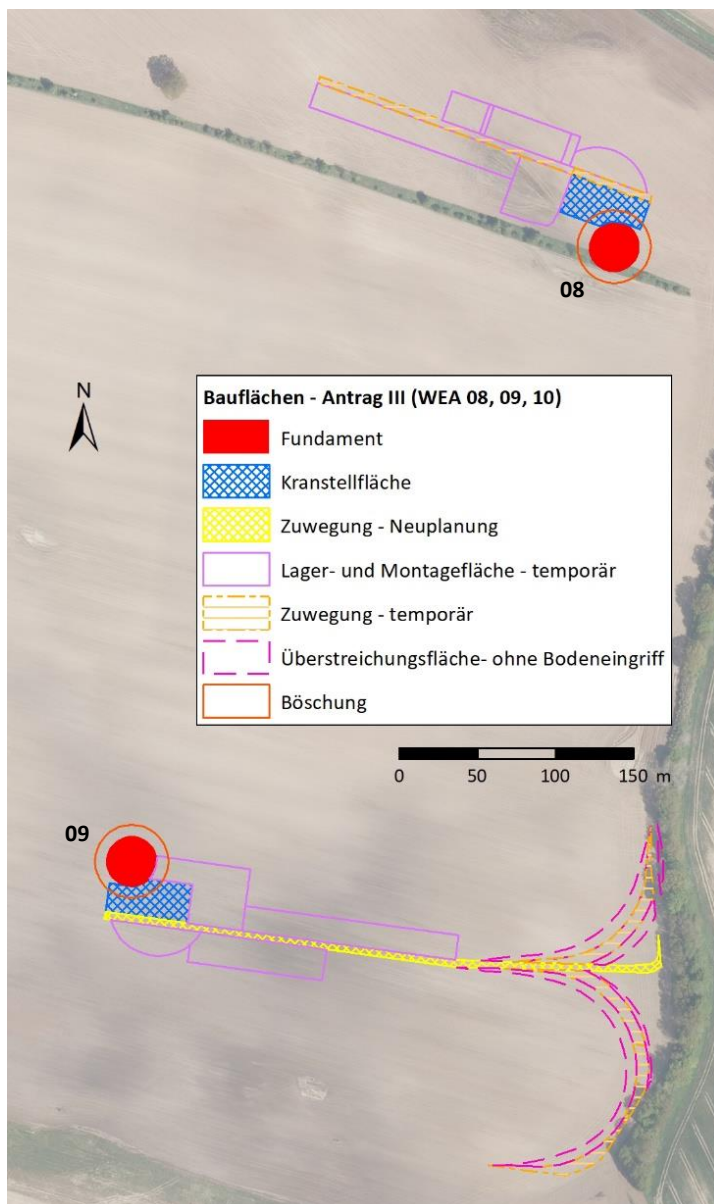 08
N
Bauflächen - Antrag III (WEA 08, 09, 10)
Fundament
Kranstellfläche
Zuwegung - Neuplanung
Lager- und Montagefläche - temporär
Zuwegung - temporär
Überstreichungsfläche- ohne Bodeneingriff
Böschung
0 50 100 150 m
09